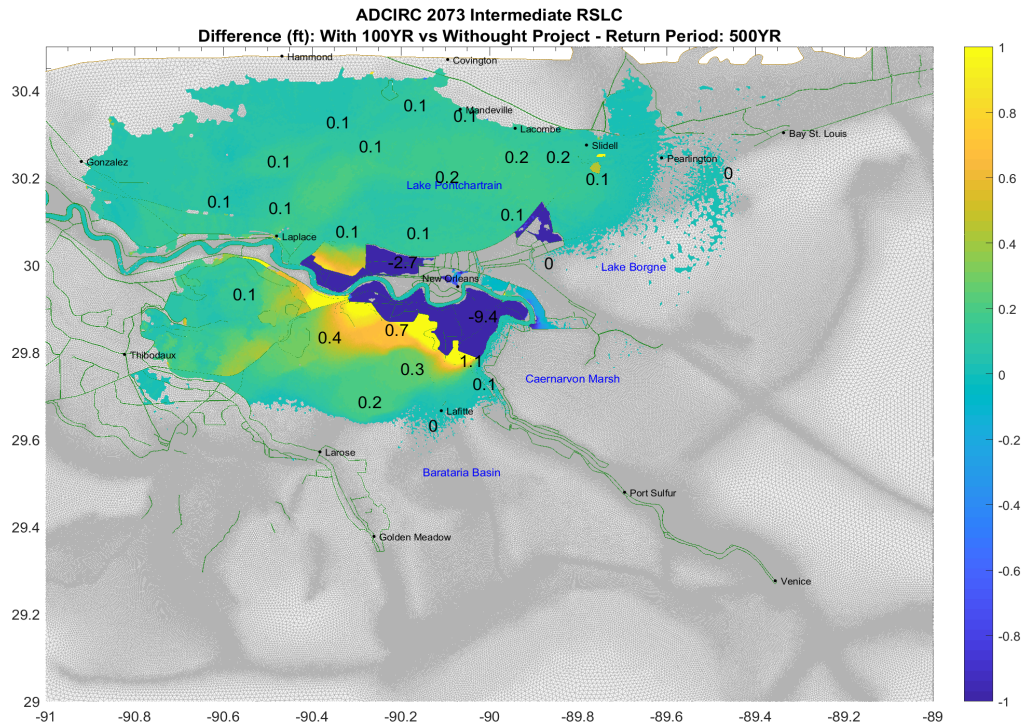 ADCIRC 2073 Intermediate RSLC
Difference (ft): With 100YR vs Withought Project - Return Period: 500YR
Hammond
Covington
30.4
0.1
Mandeville
0.1
0.1
Lacombe
Bay St. Louis
0.1
Slidell
Gonzalez
0.1
0.2
0.2
Pearlington
30.2
0.2
0.1
0
Lake Pontchartrain
0.1
0.1
0.1
Laplace
0.1
0.1
30
-2.7
0
Lake Borgne
New Orleans
0.1
-9.4
0.4
0.7
29.8
Thibodaux
0.3
1.1
Caernarvon Marsh
0.1
0.2
Lafitte
0
29.6
Larose
Barataria Basin
Port Sulfur
29.4
Golden Meadow
Venice
29.2
29
-91
-90.8
-90.6
-90.4
-90.2
-90
-89.8
-89.6
-89.4
-89.2
-89
1
0.8
0.6
0.4
0.2
0
-0.2
-0.4
-0.6
-0.8
-1